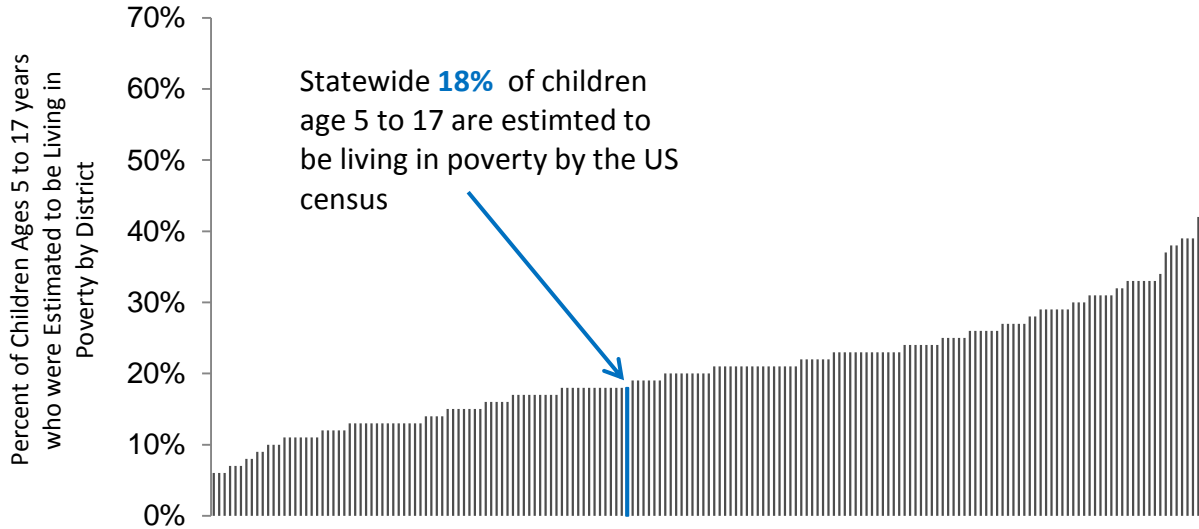 Percent of Children Ages 5 to 17 years
who were Estimated to be Living in
Poverty by District
70%
60%
50%
40%
30%
20%
10%
0%
Statewide 18% of children
age 5 to 17 are estimted to
be living in poverty by the US
census